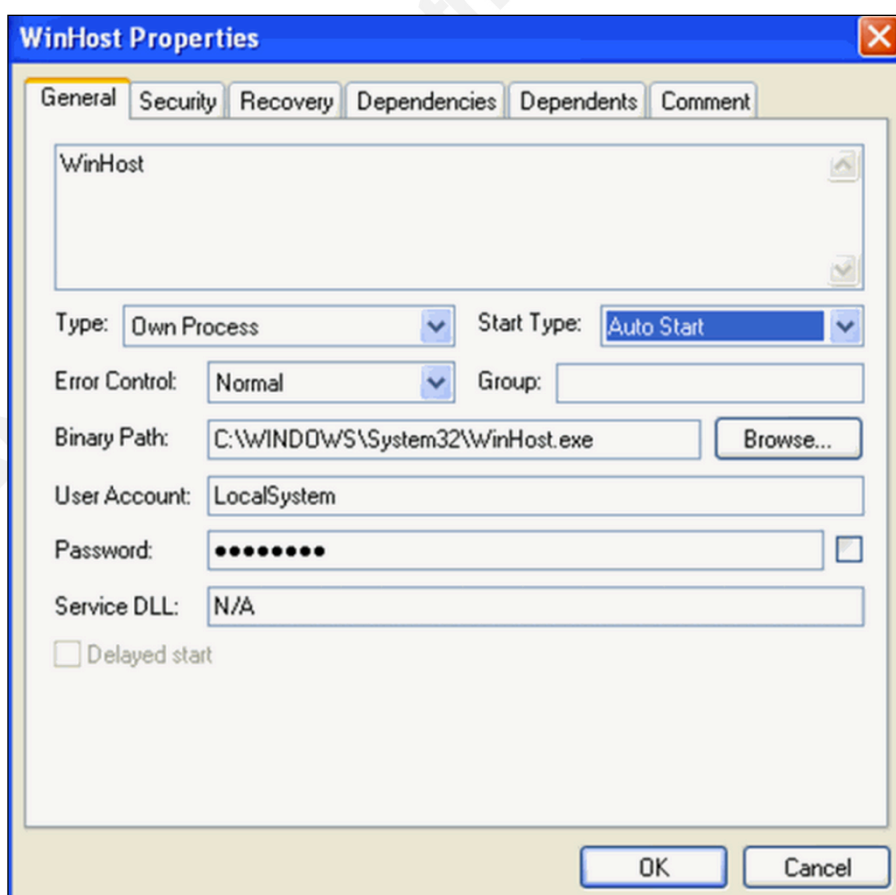 WinHost Properties
General Security Recovery Dependencies Dependents Comment
WinHost
Type: Own Process Start Type: Auto Start
Error Control: Normal Group:
Binary Path: C:\WINDOWS\System32\WinHost.exe Browse...
User Account: LocalSystem
Password: ●●●●●●●●
Service DLL: N/A
Delayed start
OK Cancel